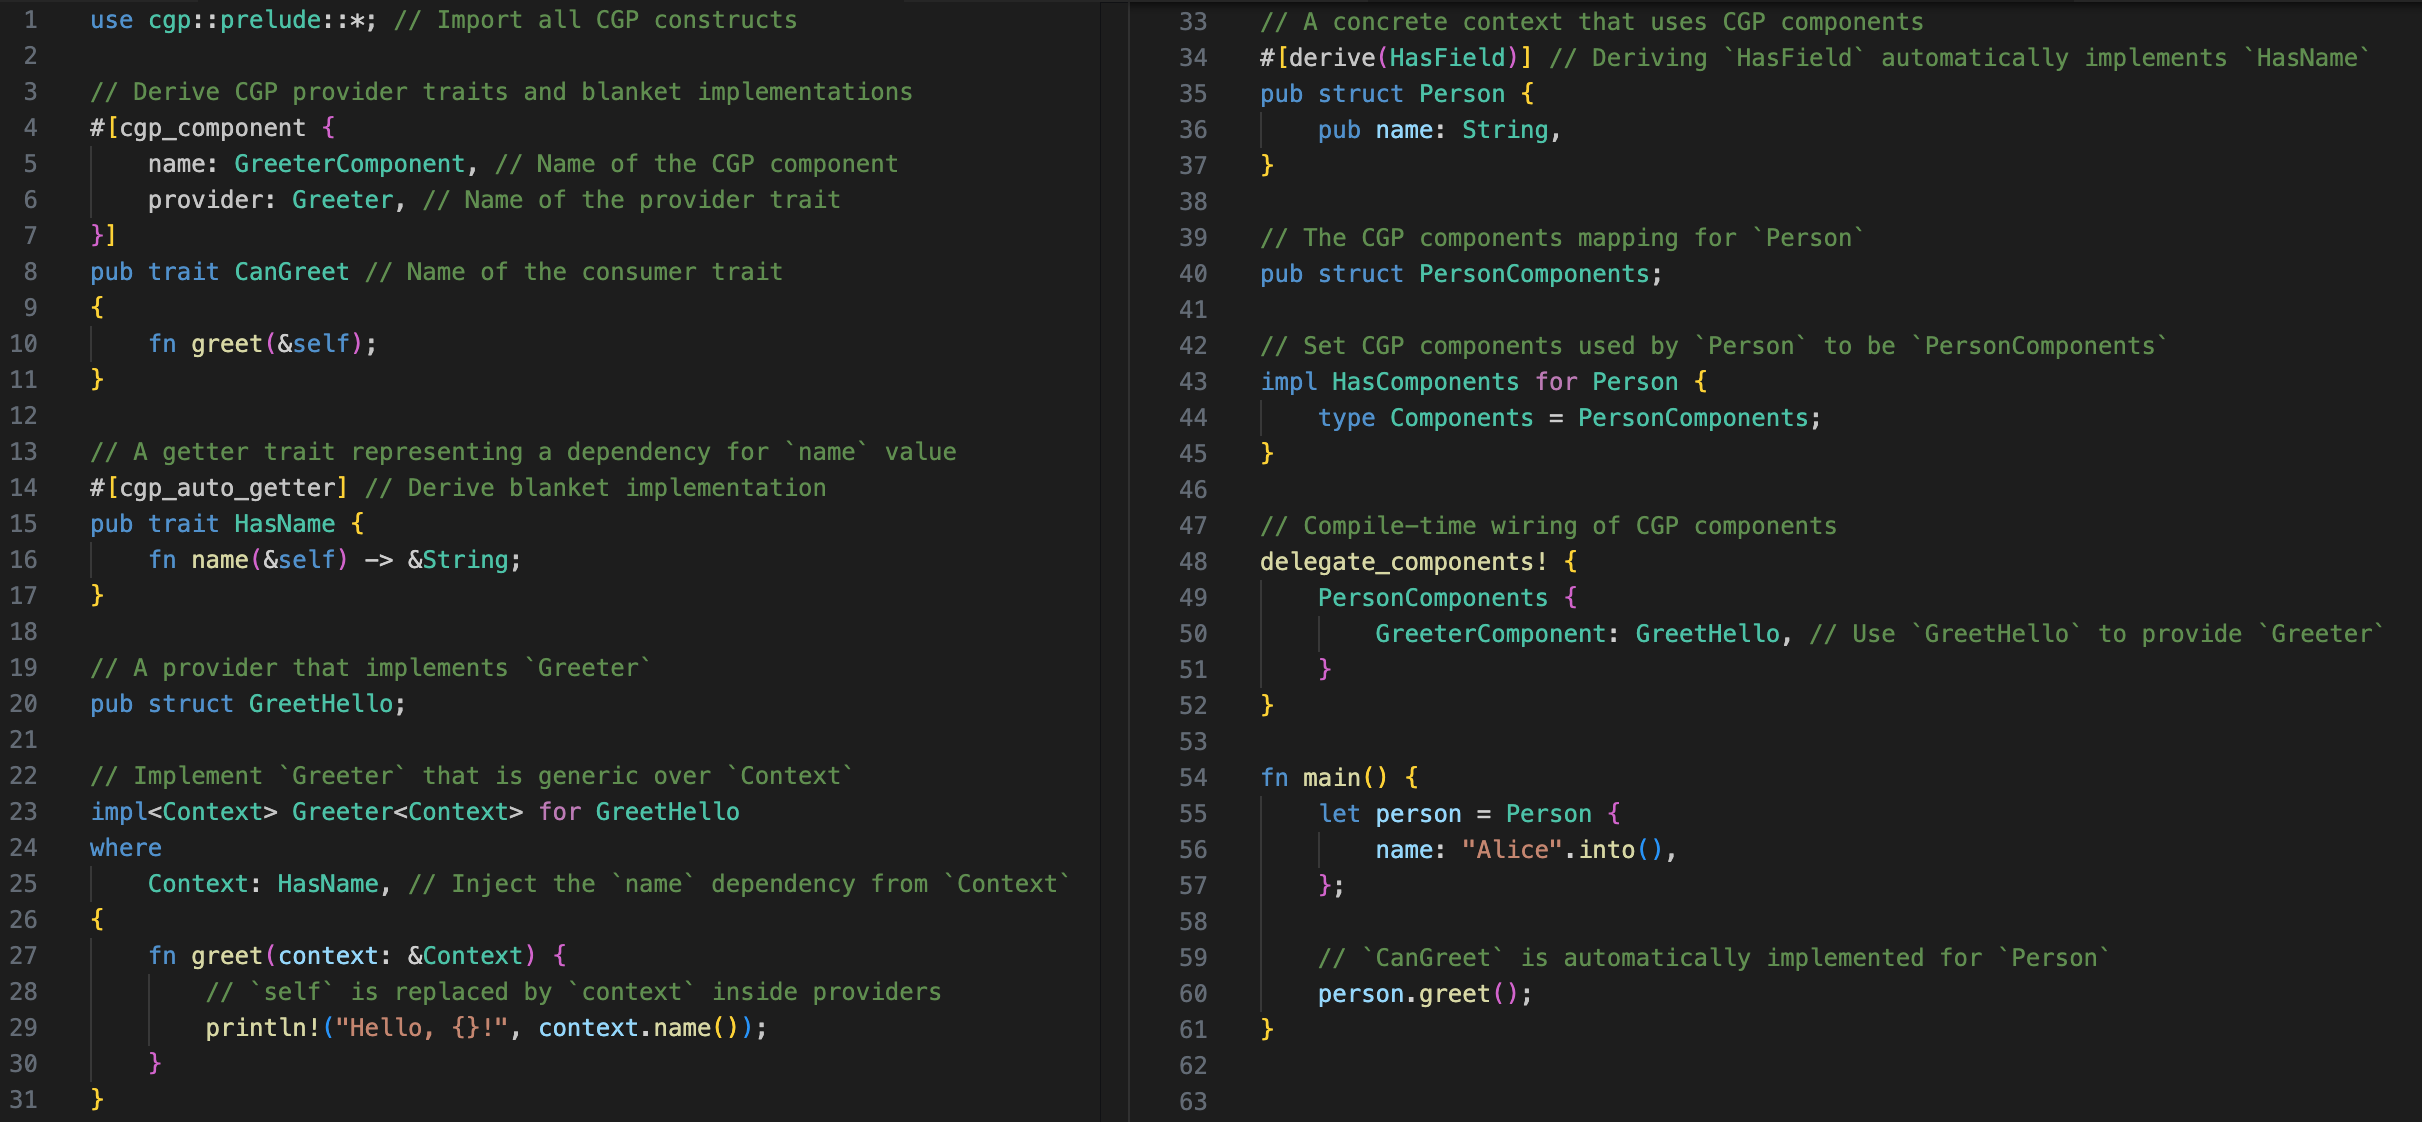 1 use cgp::prelude::*; // Import all CGP constructs
2
3 // Derive CGP provider traits and blanket implementations
4 #[cgp_component {
5     name: GreeterComponent, // Name of the CGP component
6     provider: Greeter, // Name of the provider trait
7 }]
8 pub trait CanGreet // Name of the consumer trait
9 {
10     fn greet(&self);
11 }
12
13 // A getter trait representing a dependency for `name` value
14 #[cgp_auto_getter] // Derive blanket implementation
15 pub trait HasName {
16     fn name(&self) -> &String;
17 }
18
19 // A provider that implements `Greeter`
20 pub struct GreetHello;
21
22 // Implement `Greeter` that is generic over `Context`
23 impl<Context> Greeter<Context> for GreetHello
24 where
25     Context: HasName, // Inject the `name` dependency from `Context`
26 {
27     fn greet(context: &Context) {
28         // `self` is replaced by `context` inside providers
29         println!("Hello, {}!", context.name());
30     }
31 }
33 // A concrete context that uses CGP components
34 #[derive(HasField)] // Deriving `HasField` automatically implements `HasName`
35 pub struct Person {
36     pub name: String,
37 }
38
39 // The CGP components mapping for `Person`
40 pub struct PersonComponents;
41
42 // Set CGP components used by `Person` to be `PersonComponents`
43 impl HasComponents for Person {
44     type Components = PersonComponents;
45 }
46
47 // Compile-time wiring of CGP components
48 delegate_components! {
49     PersonComponents {
50         GreeterComponent: GreetHello, // Use `GreetHello` to provide `Greeter`
51     }
52 }
53
54 fn main() {
55     let person = Person {
56         name: "Alice".into(),
57     };
58
59     // `CanGreet` is automatically implemented for `Person`
60     person.greet();
61 }
62
63